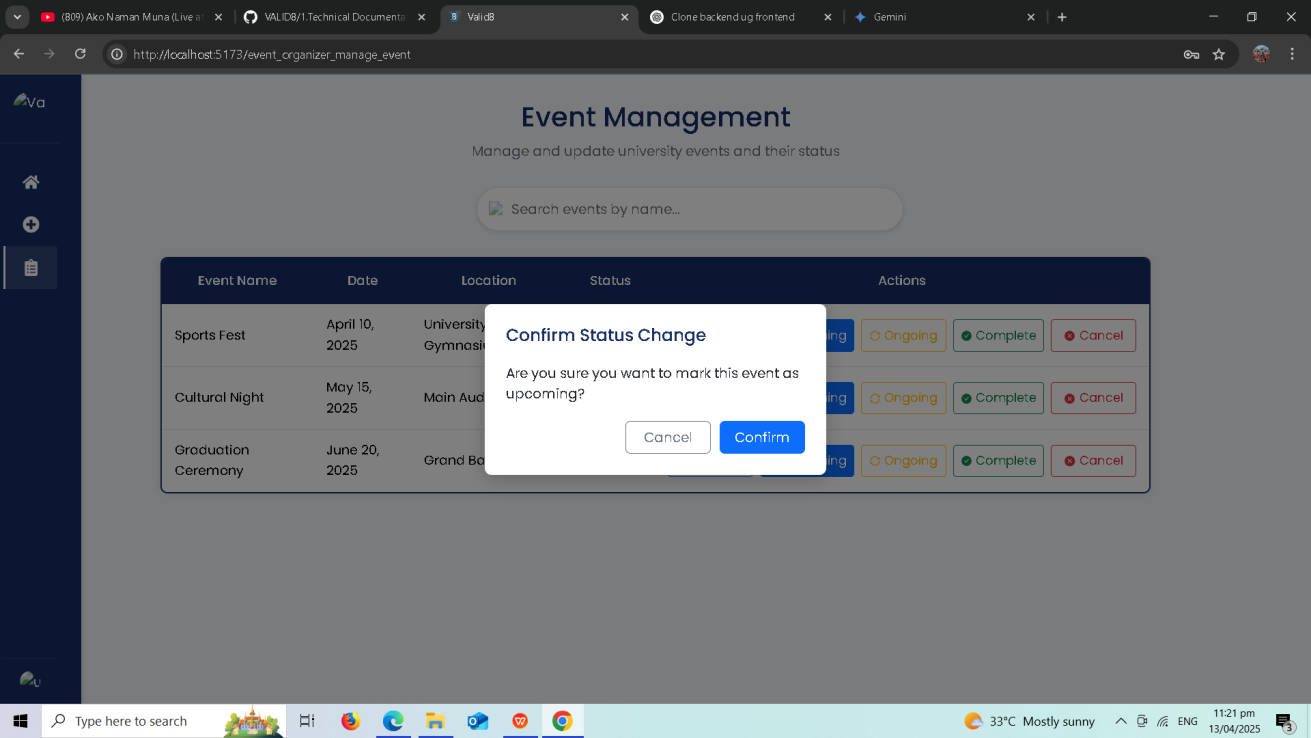 (809) Ako Naman Muna (Live a
VALID8/1.Technical Documenta
Valid8
Clone backend ug frontend
Gemini
http://localhost:5173/event_organizer_manage_event
Va
Event Management
Manage and update university events and their status
Search events by name...
Event Name Date Location Status Actions
Sports Fest April 10, 2025 University Gymnasiu ing Ongoing Complete Cancel
Cultural Night May 15, 2025 Main Aud ing Ongoing Complete Cancel
Graduation Ceremony June 20, 2025 Grand Ba ing Ongoing Complete Cancel
Confirm Status Change
Are you sure you want to mark this event as
upcoming?
Cancel Confirm
Type here to search
33°C Mostly sunny
ENG
11:21 pm
13/04/2025
3